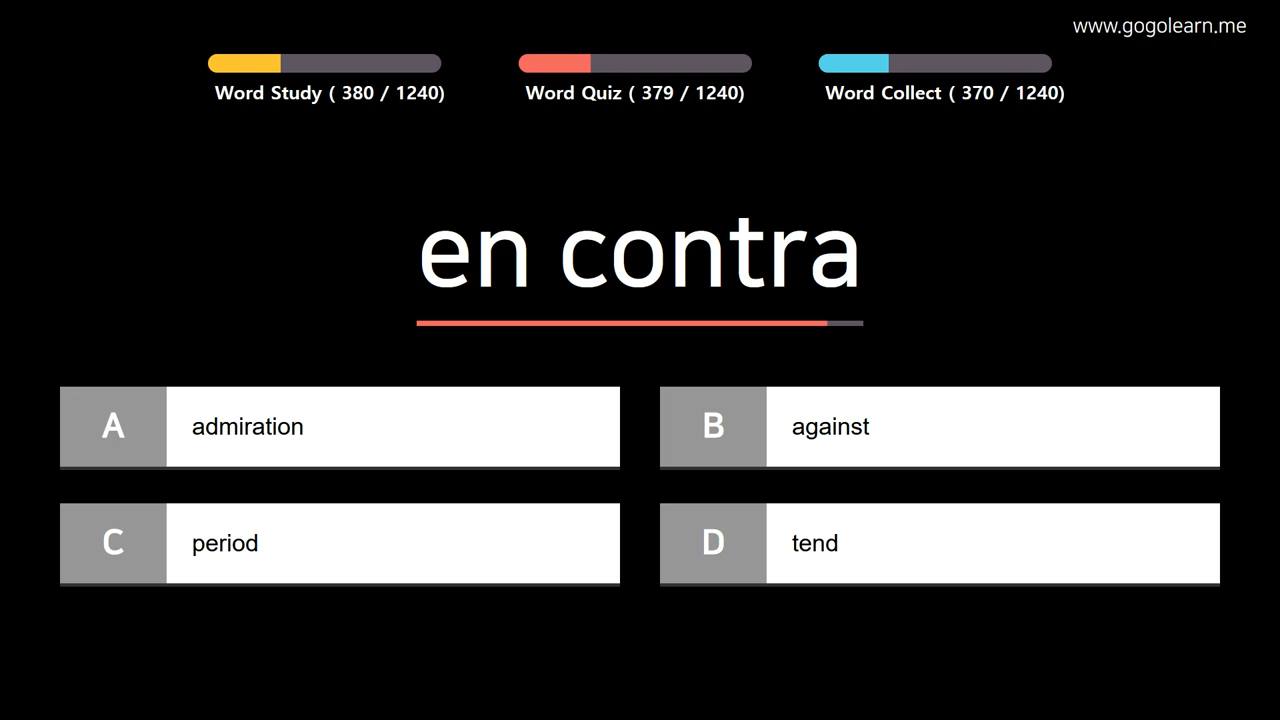 www.gogolearn.me
Word Study ( 380 / 1240)
Word Quiz ( 379 / 1240)
Word Collect ( 370 / 1240)
en contra
A
admiration
B
against
C
period
D
tend